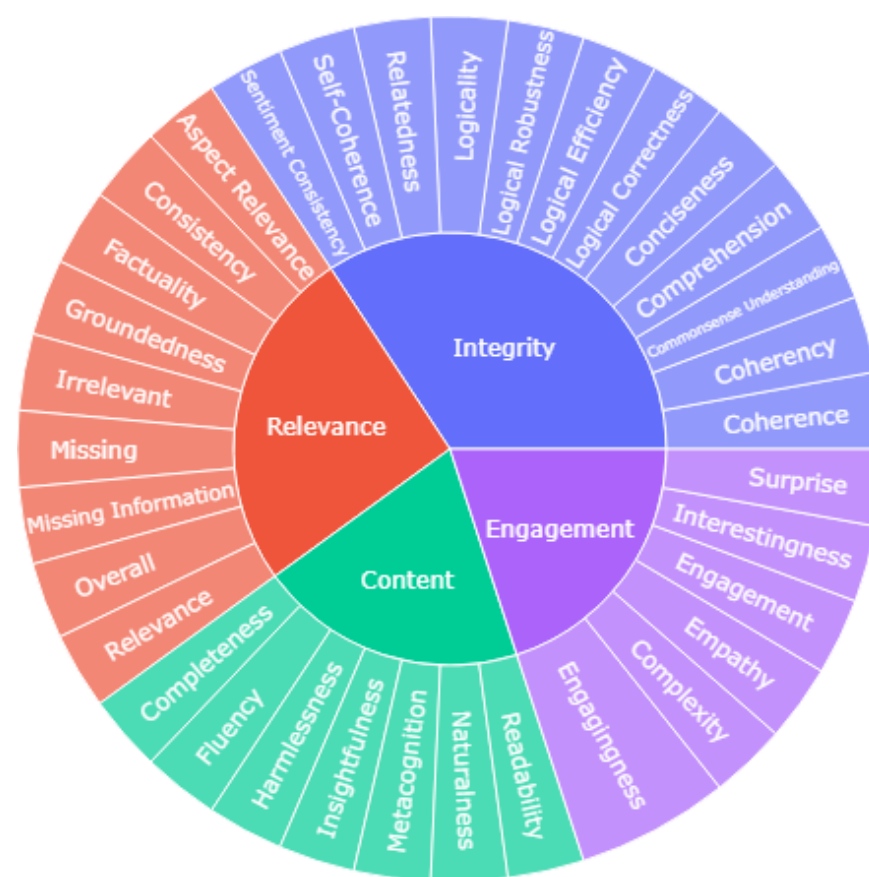 Integrity
Relevance
Content
Engagement
Sentiment Consistency
Self-Coherence
Relatedness
Logicality
Logical Robustness
Logical Efficiency
Logical Correctness
Conciseness
Comprehension
Commonsense Understanding
Coherency
Coherence
Surprise
Interestingness
Engagement
Empathy
Complexity
Engagingness
Readability
Naturalness
Metacognition
Insightfulness
Harmlessness
Fluency
Completeness
Relevance
Overall
Missing Information
Missing
Irrelevant
Groundedness
Factuality
Consistency
Aspect Relevance